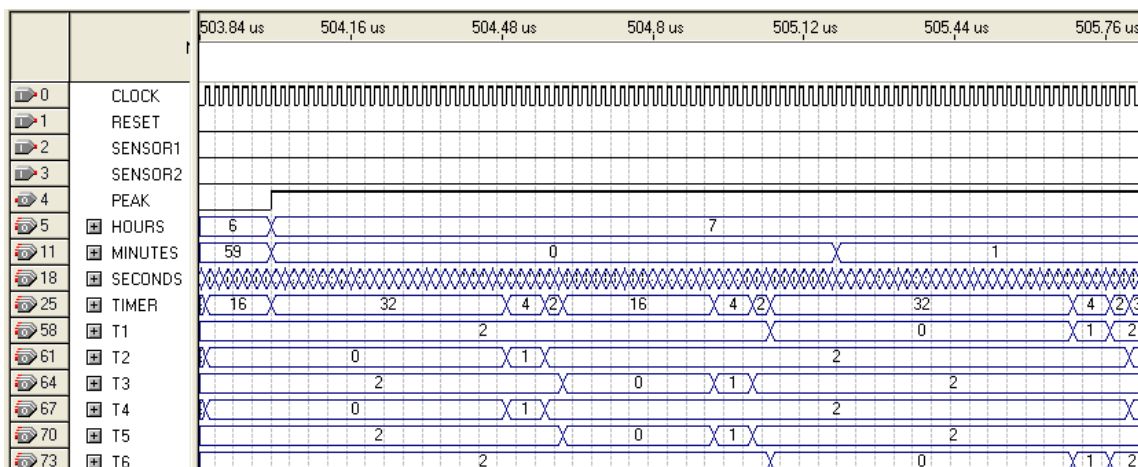 503.84 us 504.16 us 504.48 us 504.8 us 505.12 us 505.44 us 505.76 us
0 CLOCK
1 RESET
2 SENSOR1
3 SENSOR2
4 PEAK
5 HOURS 6 7
11 MINUTES 59 0 1
18 SECONDS
25 TIMER 16 32 4 2 16 4 2 32 4 2
58 T1 2 0 1 2
61 T2 0 1 2
64 T3 2 0 1 2
67 T4 0 1 2
70 T5 2 0 1 2
73 T6 2 0 1 2